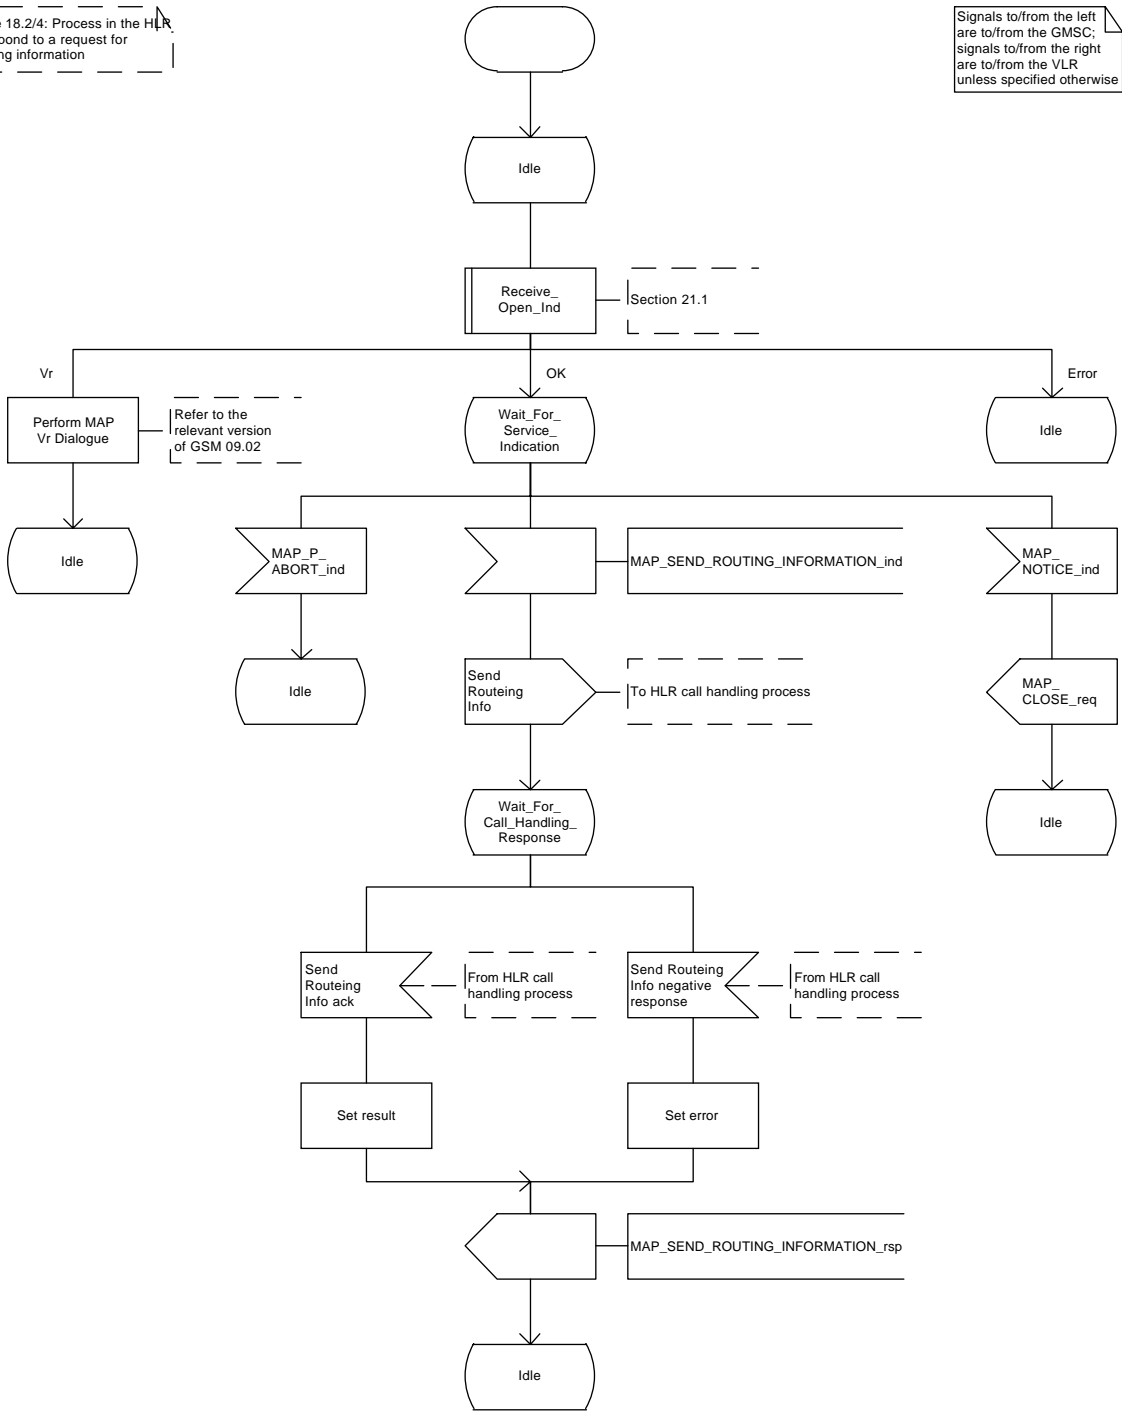 18.2/4: Process in the HLR
ond to a request for
ng information
Signals to/from the left
are to/from the GMSC;
signals to/from the right
are to/from the VLR
unless specified otherwise
Idle
Receive_
Open_Ind
Section 21.1
Vr
OK
Error
Perform MAP
Vr Dialogue
Refer to the
relevant version
of GSM 09.02
Wait_For_
Service_
Indication
Idle
Idle
MAP_P_
ABORT_ind
MAP_SEND_ROUTING_INFORMATION_ind
MAP_
NOTICE_ind
Idle
Send
Routeing
Info
To HLR call handling process
MAP_
CLOSE_req
Wait_For_
Call_Handling_
Response
Idle
Send
Routeing
Info ack
From HLR call
handling process
Send Routeing
Info negative
response
From HLR call
handling process
Set result
Set error
MAP_SEND_ROUTING_INFORMATION_rsp
Idle